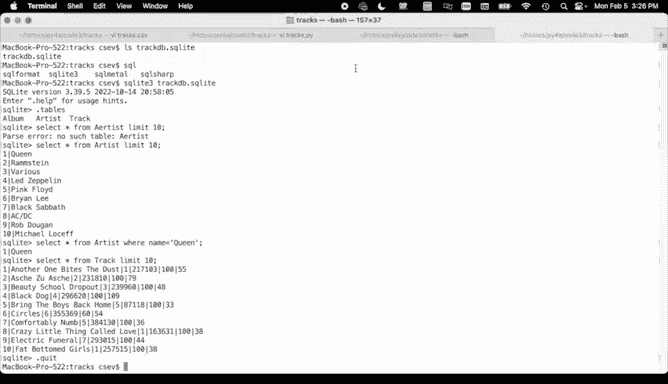 Terminal Shell Edit View Window Help Mon Feb 5 3:26 PM
tracks — -bash — 157×37
MacBook-Pro-522:tracks csev$ ls trackdb.sqlite
trackdb.sqlite
MacBook-Pro-522:tracks csev$ sql
sqlformat sqlite3 sqlmetal sqlsharp
MacBook-Pro-522:tracks csev$ sqlite3 trackdb.sqlite
SQLite version 3.39.5 2022-10-14 20:58:05
Enter ".help" for usage hints.
sqlite> .tables
Album Artist Track
sqlite> select * from Aertist limit 10;
Parse error: no such table: Aertist
sqlite> select * from Artist limit 10;
1|Queen
2|Rammstein
3|Various
4|Led Zeppelin
5|Pink Floyd
6|Bryan Lee
7|Black Sabbath
8|AC/DC
9|Rob Dougan
10|Michael Loceff
sqlite> select * from Artist where name='Queen';
1|Queen
sqlite> select * from Track limit 10;
1|Another One Bites The Dust|1|217103|100|55
2|Asche Zu Asche|2|231810|100|79
3|Beauty School Dropout|3|239960|100|48
4|Black Dog|4|296620|100|109
5|Bring The Boys Back Home|5|87118|100|33
6|Circles|6|355369|60|54
7|Comfortably Numb|5|384130|100|36
8|Crazy Little Thing Called Love|1|163631|100|38
9|Electric Funeral|7|293015|100|44
10|Fat Bottomed Girls|1|257515|100|38
sqlite> .quit
MacBook-Pro-522:tracks csev$